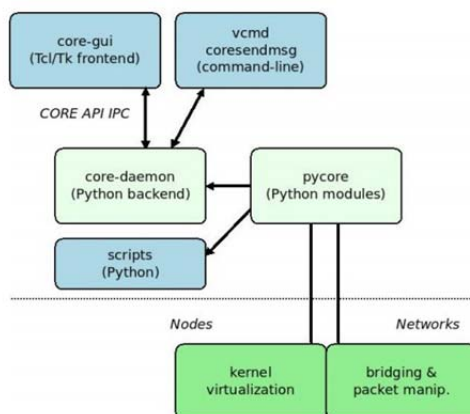 core-gui
(Tcl/Tk frontend)
vcmd
coresendmsg
(command-line)
CORE API IPC
core-daemon
(Python backend)
pycore
(Python modules)
scripts
(Python)
Nodes
Networks
kernel
virtualization
bridging &
packet manip.